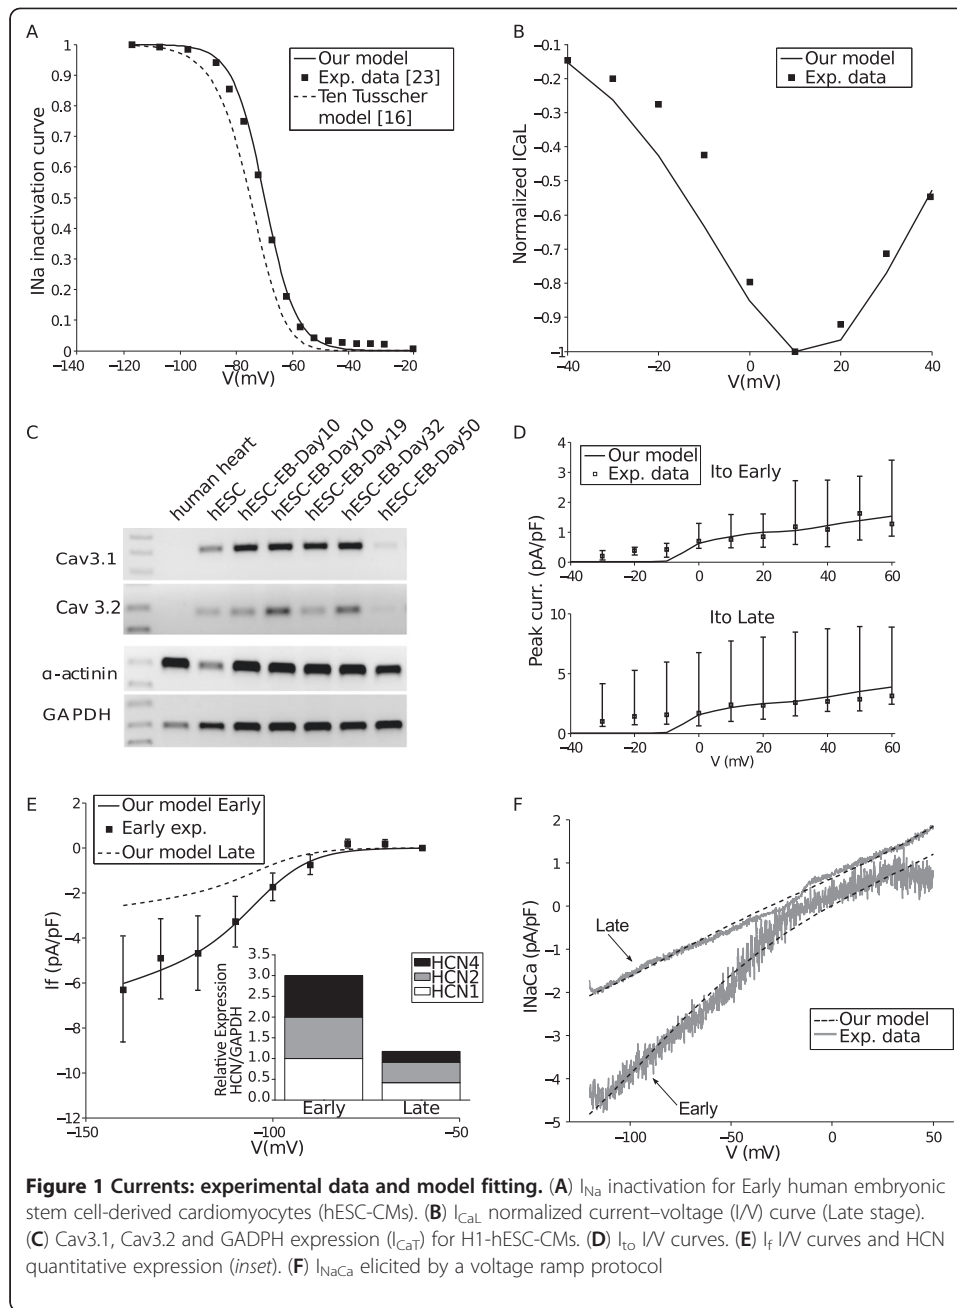 A
1
0.9
0.8
0.7
0.6
0.5
0.4
0.3
0.2
0.1
0
INa inactivation curve
−140 −120 −100 −80 −60 −40 −20
V(mV)
Our model
Exp. data [23]
Ten Tusscher
model [16]
B
−0.1
−0.2
−0.3
−0.4
−0.5
−0.6
−0.7
−0.8
−0.9
−1
Normalized ICaL
−40 −20 0 20 40
V(mV)
Our model
Exp. data
C
human heart
hESC
hESC-EB-Day10
hESC-EB-Day10
hESC-EB-Day19
hESC-EB-Day32
hESC-EB-Day50
Cav3.1
Cav 3.2
α-actinin
GAPDH
D
Our model
Exp. data
Ito Early
4
3
2
1
0
−40 −20 0 20 40 60
Peak curr. (pA/pF)
Ito Late
10
5
0
−40 −20 0 20 40 60
V (mV)
E
Our model Early
Early exp.
Our model Late
2
0
−2
−4
−6
−8
−10
−12
If (pA/pF)
−150 −100 −50
V(mV)
Relative Expression
HCN/GAPDH
3.5
3.0
2.5
2.0
1.5
1.0
0.5
0.0
Early Late
HCN4
HCN2
HCN1
F
2
1
0
−1
−2
−3
−4
−5
INaCa (pA/pF)
Late
Early
Our model
Exp. data
−100 −50 0 50
V (mV)
Figure 1 Currents: experimental data and model fitting. (A) INa inactivation for Early human embryonic
stem cell-derived cardiomyocytes (hESC-CMs). (B) ICaL normalized current–voltage (I/V) curve (Late stage).
(C) Cav3.1, Cav3.2 and GADPH expression (ICaT) for H1-hESC-CMs. (D) Ito I/V curves. (E) If I/V curves and HCN
quantitative expression (inset). (F) INaCa elicited by a voltage ramp protocol